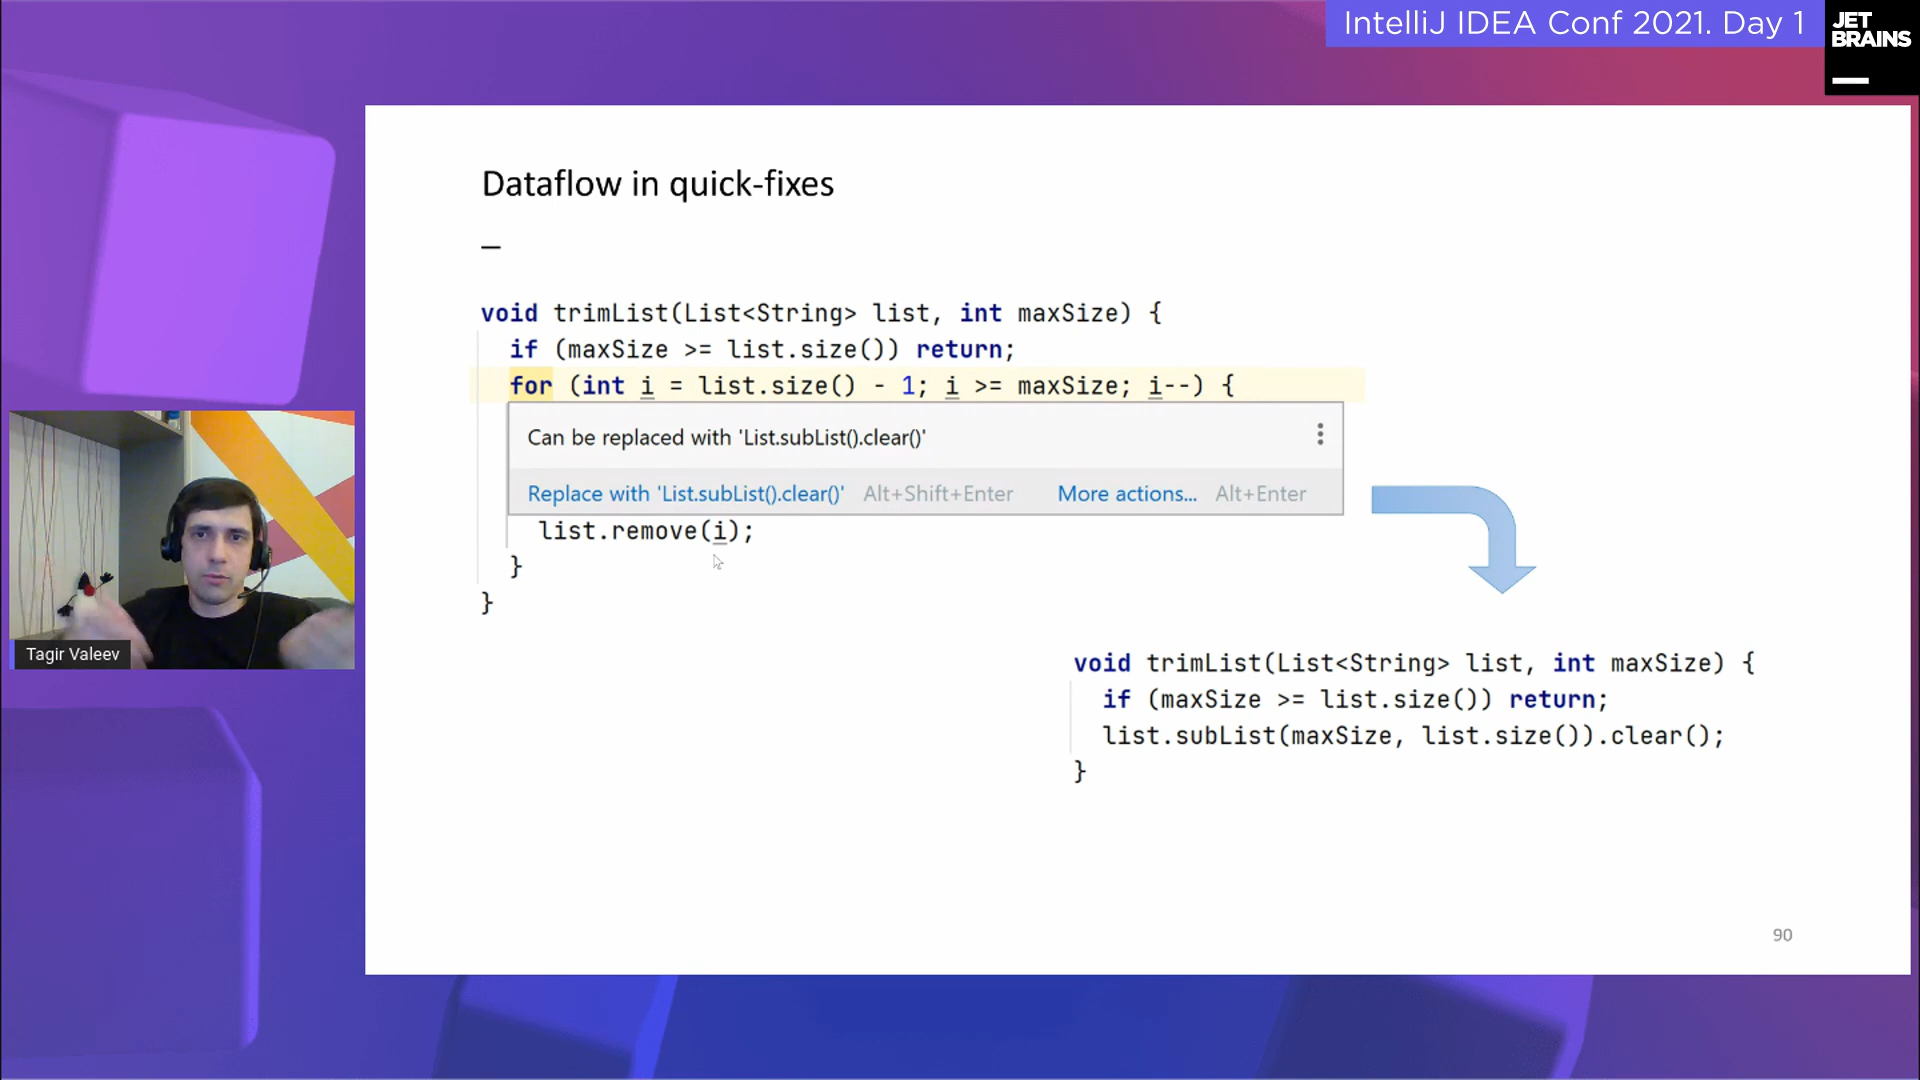 IntelliJ IDEA Conf 2021. Day 1
JET
BRAINS
Dataflow in quick-fixes
void trimList(List<String> list, int maxSize) {
if (maxSize >= list.size()) return;
for (int i = list.size() - 1; i >= maxSize; i--) {
Can be replaced with 'List.subList().clear()'
Replace with 'List.subList().clear()' Alt+Shift+Enter More actions... Alt+Enter
list.remove(i);
}
}
Tagir Valeev
void trimList(List<String> list, int maxSize) {
if (maxSize >= list.size()) return;
list.subList(maxSize, list.size()).clear();
}
90